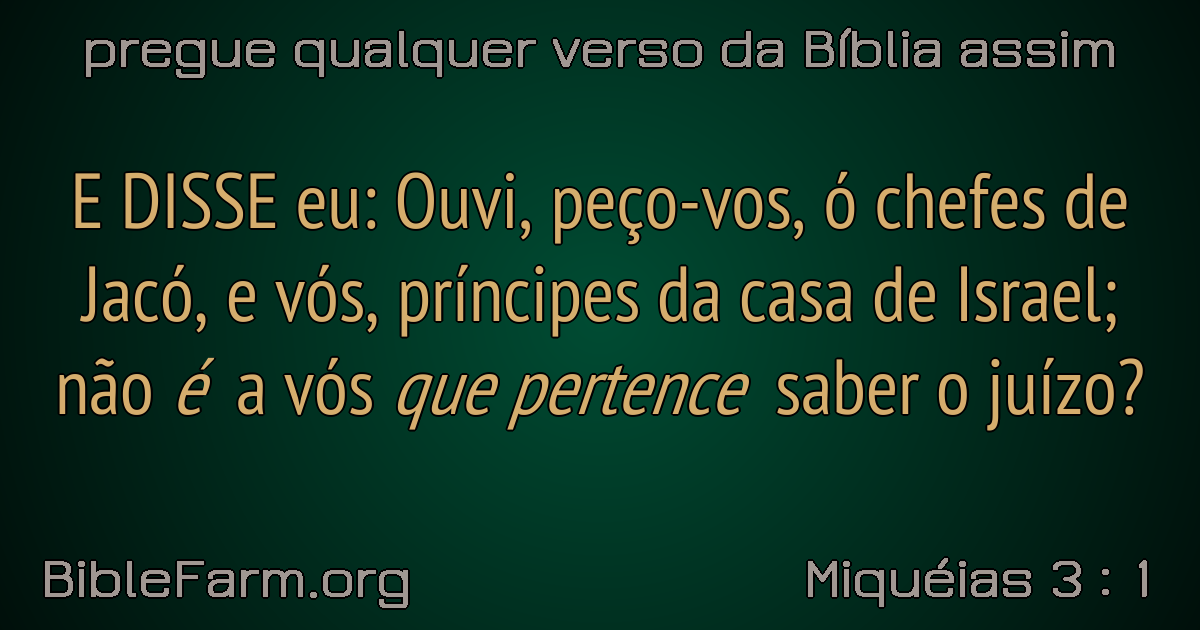 pregue qualquer verso da Bíblia assim
E DISSE eu: Ouvi, peço-vos, ó chefes de
Jacó, e vós, príncipes da casa de Israel;
não é a vós que pertence saber o juízo?
BibleFarm.org
Miquéias 3 : 1